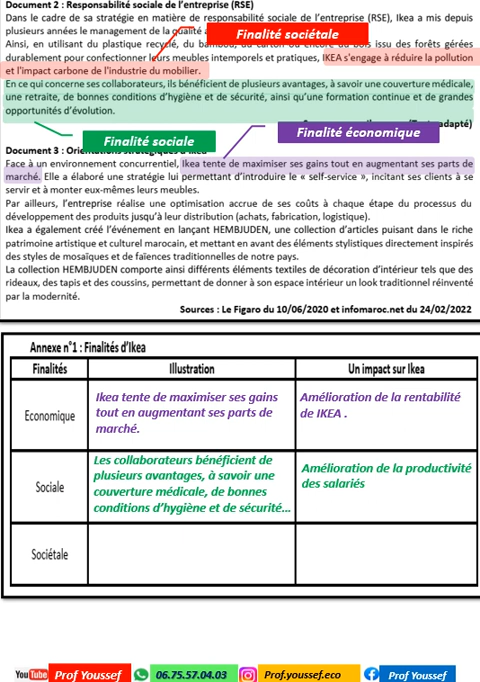 Document 2 : Responsabilité sociale de l'entreprise (RSE)
Dans le cadre de sa stratégie en matière de responsabilité sociale de l'entreprise (RSE), Ikea a mis depuis
plusieurs années le management de la qualité
Finalité sociétale
Ainsi, en utilisant du plastique recyclé, du bambou, du carton ou encore du bois issu des forêts gérées
durablement pour confectionner leurs meubles intemporels et pratiques, IKEA s'engage à réduire la pollution
et l'impact carbone de l'industrie du mobilier.
En ce qui concerne ses collaborateurs, ils bénéficient de plusieurs avantages, à savoir une couverture médicale,
une retraite, de bonnes conditions d'hygiène et de sécurité, ainsi qu'une formation continue et de grandes
opportunités d'évolution.
adapté)
Finalité sociale
Finalité économique
Document 3 : Orientations stratégiques d'Ikea
Face à un environnement concurrentiel, Ikea tente de maximiser ses gains tout en augmentant ses parts de
marché. Elle a élaboré une stratégie lui permettant d'introduire le « self-service », incitant ses clients à se
servir et à monter eux-mêmes leurs meubles.
Par ailleurs, l'entreprise réalise une optimisation accrue de ses coûts à chaque étape du processus du
développement des produits jusqu'à leur distribution (achats, fabrication, logistique).
Ikea a également créé l'événement en lançant HEMBJUDEN, une collection d'articles puisant dans le riche
patrimoine artistique et culturel marocain, et mettant en avant des éléments stylistiques directement inspirés
des styles de mosaïques et de faïences traditionnelles de notre pays.
La collection HEMBJUDEN comporte ainsi différents éléments textiles de décoration d'intérieur tels que des
rideaux, des tapis et des coussins, permettant de donner à son espace intérieur un look traditionnel réinventé
par la modernité.
Sources : Le Figaro du 10/06/2020 et infomaroc.net du 24/02/2022
Annexe n°1 : Finalités d'Ikea
Finalités Illustration Un impact sur Ikea
Economique
Ikea tente de maximiser ses gains
tout en augmentant ses parts de
marché.
Amélioration de la rentabilité
de IKEA .
Sociale
Les collaborateurs bénéficient de
plusieurs avantages, à savoir une
couverture médicale, de bonnes
conditions d'hygiène et de sécurité...
Amélioration de la productivité
des salariés
Sociétale
YouTube Prof Youssef 06.75.57.04.03 Prof.youssef.eco Prof Youssef